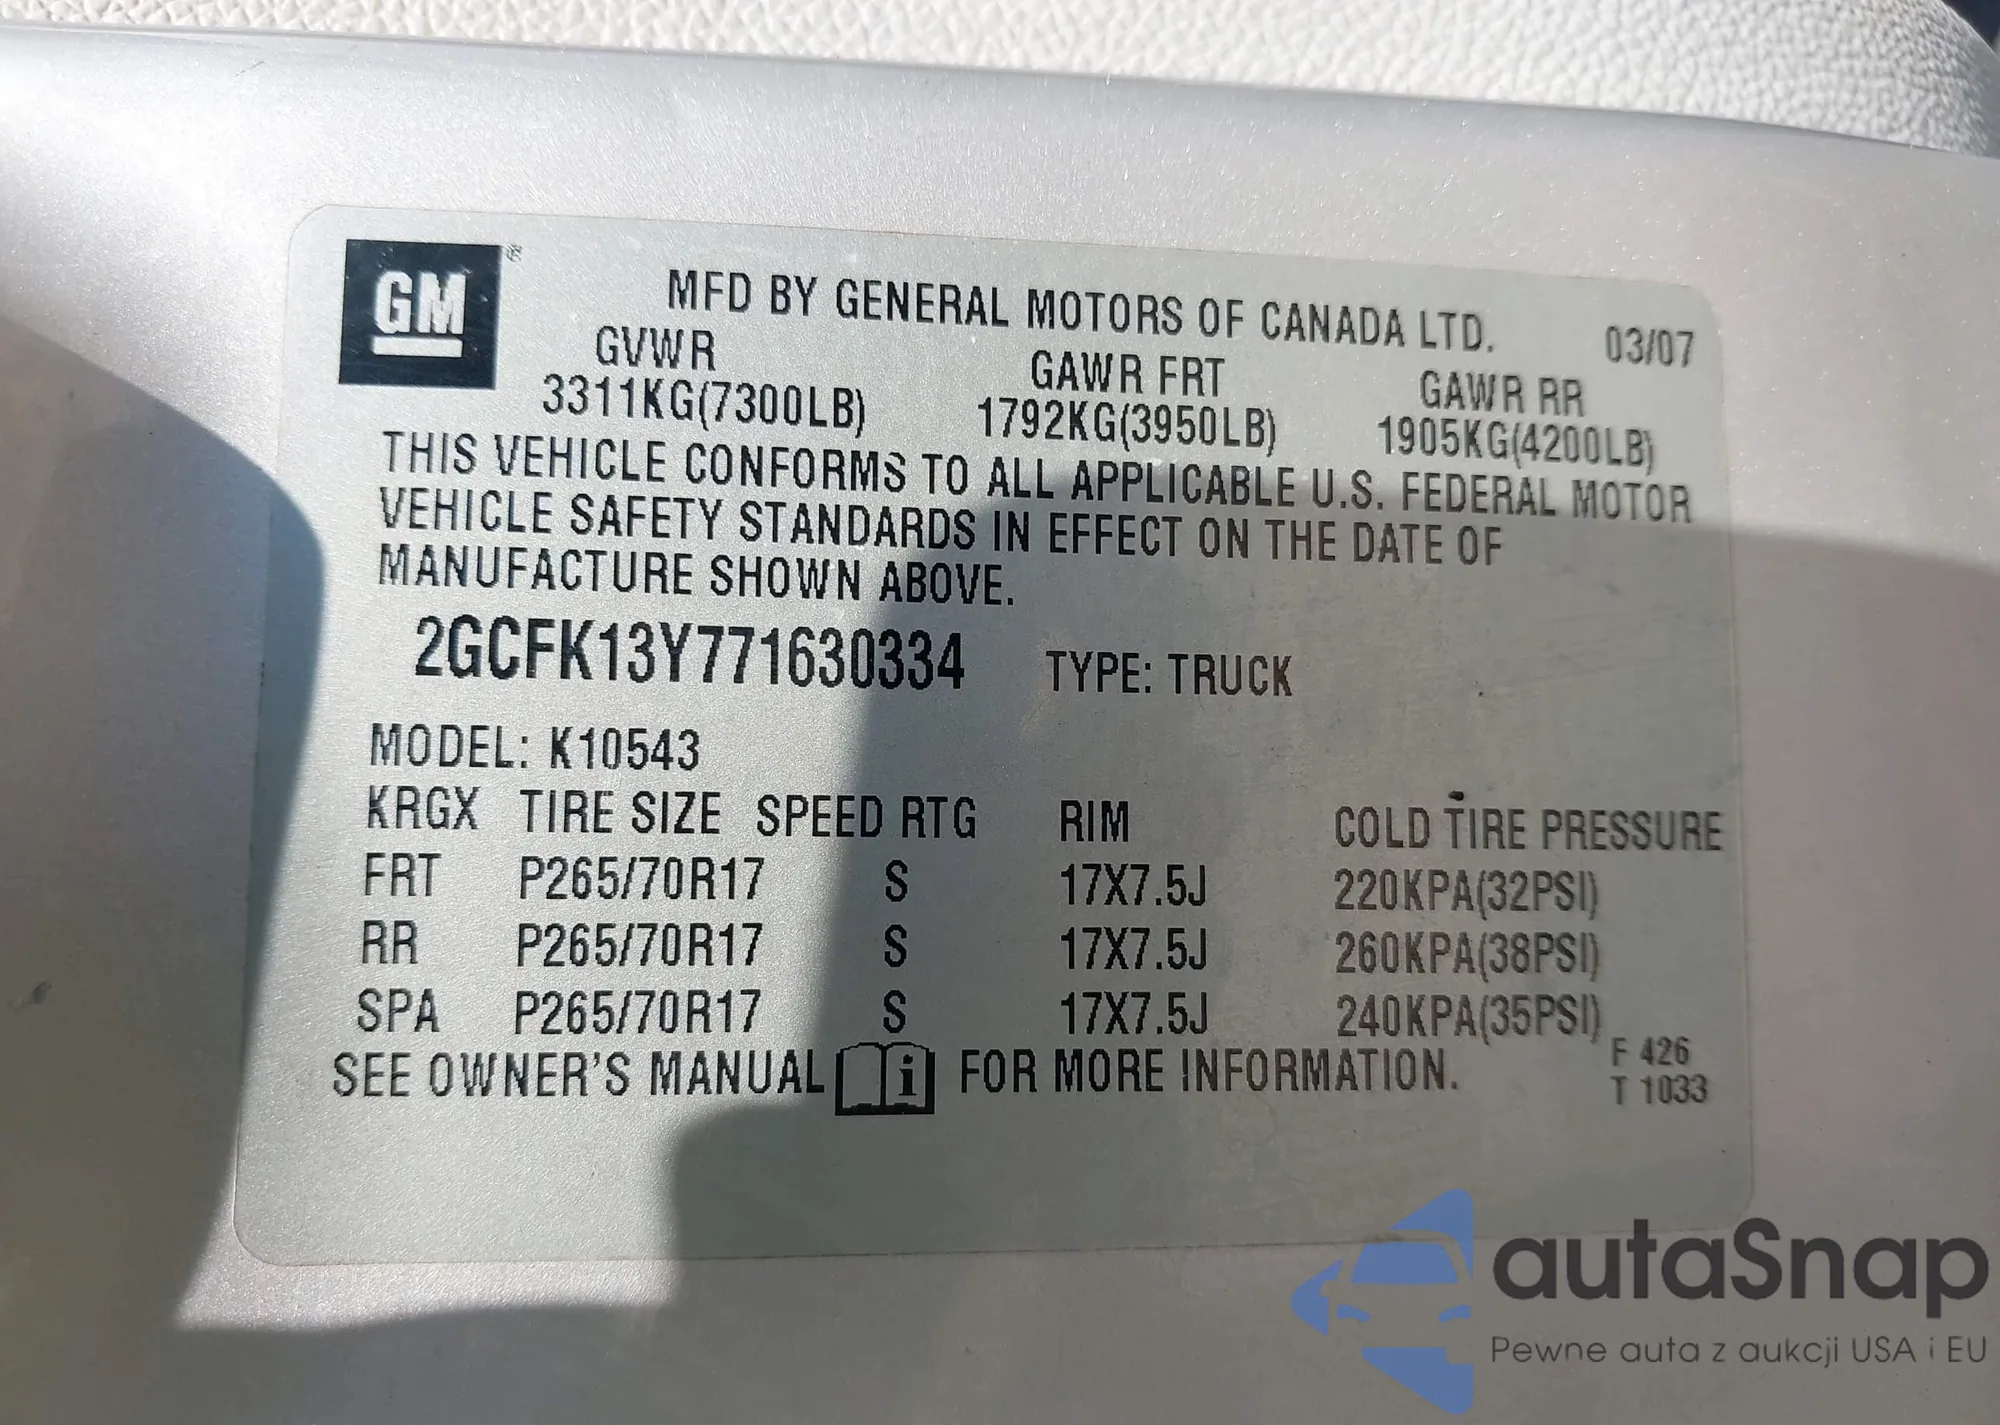 GM ®
MFD BY GENERAL MOTORS OF CANADA LTD. 03/07
GVWR GAWR FRT GAWR RR
3311KG(7300LB) 1792KG(3950LB) 1905KG(4200LB)
THIS VEHICLE CONFORMS TO ALL APPLICABLE U.S. FEDERAL MOTOR
VEHICLE SAFETY STANDARDS IN EFFECT ON THE DATE OF
MANUFACTURE SHOWN ABOVE.
2GCFK13Y771630334 TYPE: TRUCK
MODEL: K10543
KRGX TIRE SIZE SPEED RTG RIM COLD TIRE PRESSURE
FRT P265/70R17 S 17X7.5J 220KPA(32PSI)
RR P265/70R17 S 17X7.5J 260KPA(38PSI)
SPA P265/70R17 S 17X7.5J 240KPA(35PSI)
SEE OWNER'S MANUAL i FOR MORE INFORMATION.
F 426
T 1033
autaSnap
Pewne auta z aukcji USA i EU